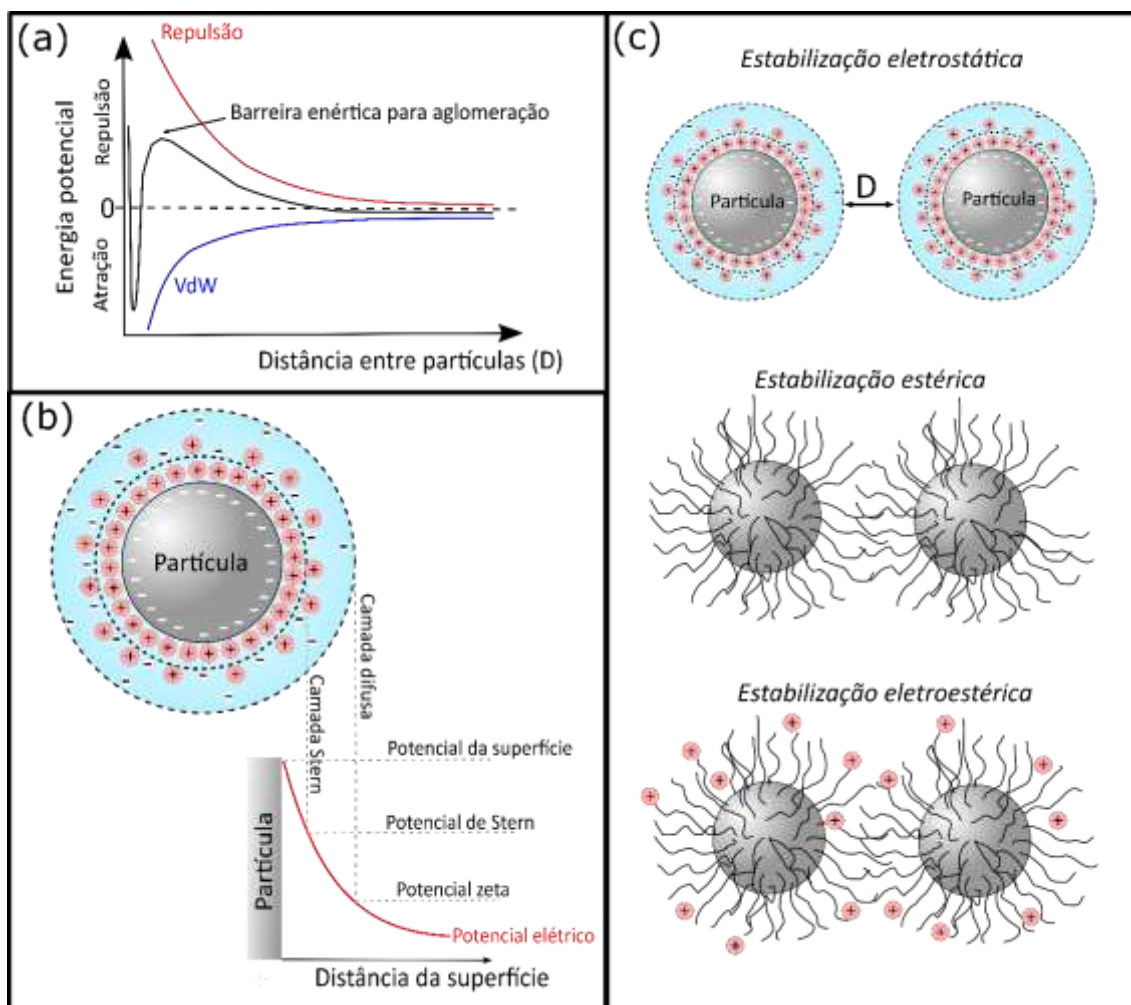 (a)
Repulsão
Barreira enértica para aglomeração
Energia potencial
Repulsão
0
Atração
VdW
Distância entre partículas (D)
(b)
Partícula
Camada Stern
Camada difusa
Potencial da superfície
Potencial de Stern
Potencial zeta
Potencial elétrico
Partícula
Distância da superfície
(c)
Estabilização eletrostática
Partícula
D
Partícula
Estabilização estérica
Estabilização eletroestérica